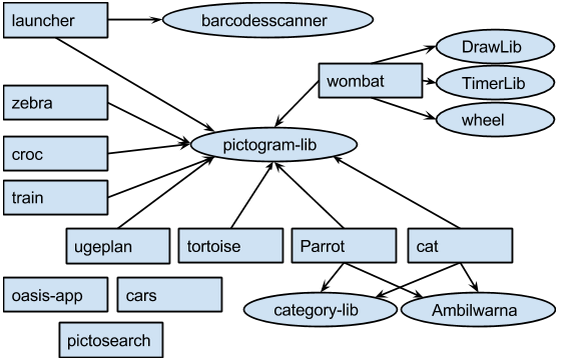 launcher
barcodesscanner
DrawLib
wombat
TimerLib
zebra
wheel
croc
pictogram-lib
train
ugeplan
tortoise
Parrot
cat
oasis-app
cars
category-lib
Ambilwarna
pictosearch